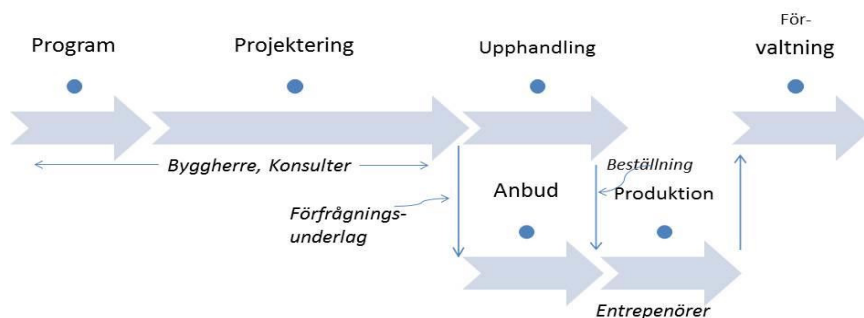 För-
Program
Projektering
Upphandling
valtning
Byggherre, Konsulter
Beställning
Anbud
Produktion
Förfrågnings-
underlag
Entrepenörer